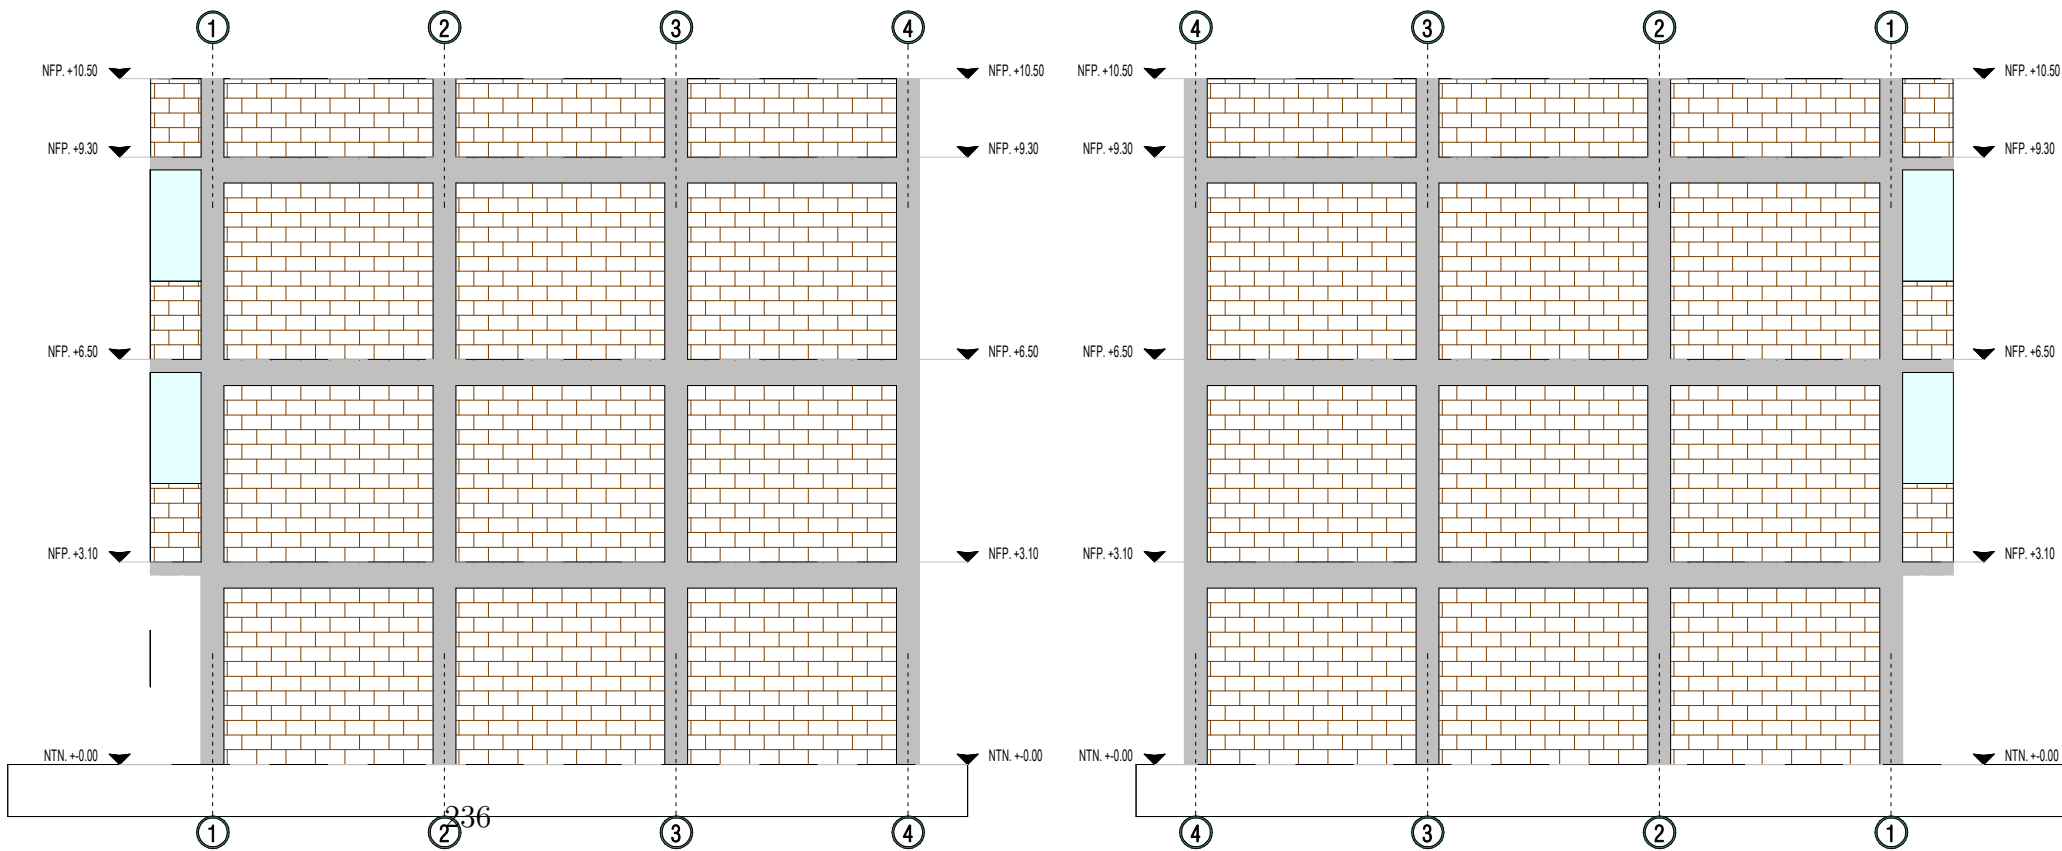 1 2 3 4 4 3 2 1
NFP. +10.50 NFP. +10.50 NFP. +10.50 NFP. +10.50
NFP. +9.30 NFP. +9.30 NFP. +9.30 NFP. +9.30
NFP. +6.50 NFP. +6.50 NFP. +6.50 NFP. +6.50
NFP. +3.10 NFP. +3.10 NFP. +3.10 NFP. +3.10
NTN. +-0.00 NTN. +-0.00 NTN. +-0.00 NTN. +-0.00
236
1 2 3 4 4 3 2 1